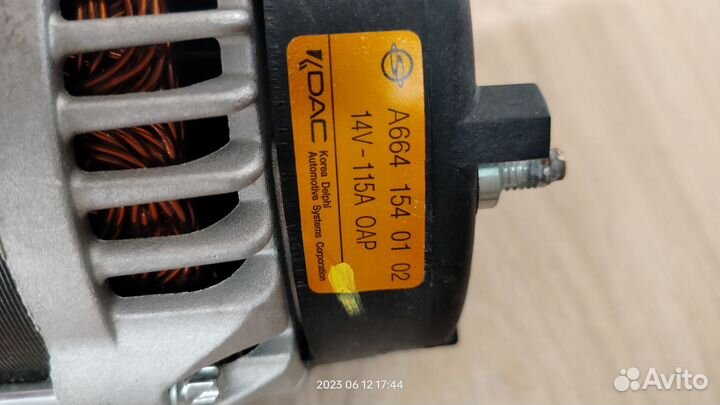 A664 154 01 02
14V-115A OAP
KDAC
Korea Delphi
Automotive Systems Corporation
2023 06 12 17:44
Avito